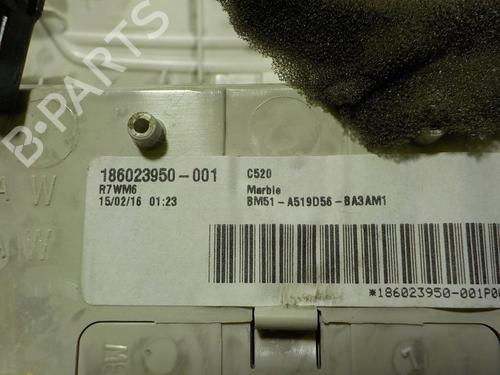 B-PARTS
186023950-001
R7WM6
15/02/16 01:23
C520
Marble
BM51-A519D56-BA3AM1
A W
*186023950-001P0